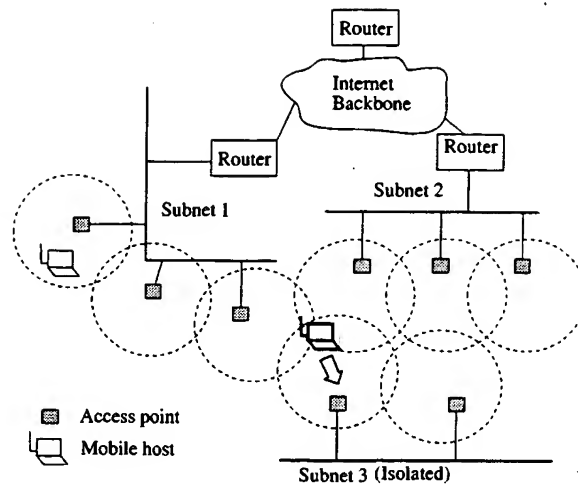 Router
Internet
Backbone
Router
Router
Subnet 1
Subnet 2
Access point
Mobile host
Subnet 3 (Isolated)